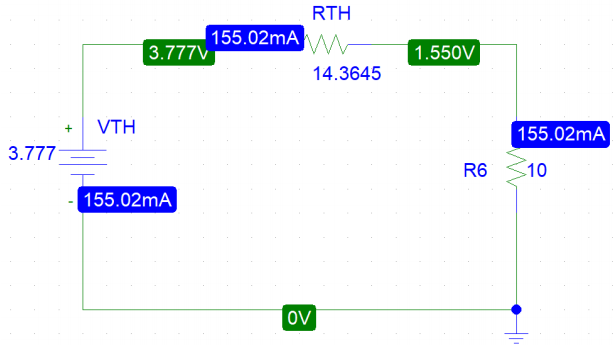 RTH
155.02mA
3.777V
1.550V
14.3645
+
VTH
155.02mA
3.777
R6
10
-
155.02mA
0V